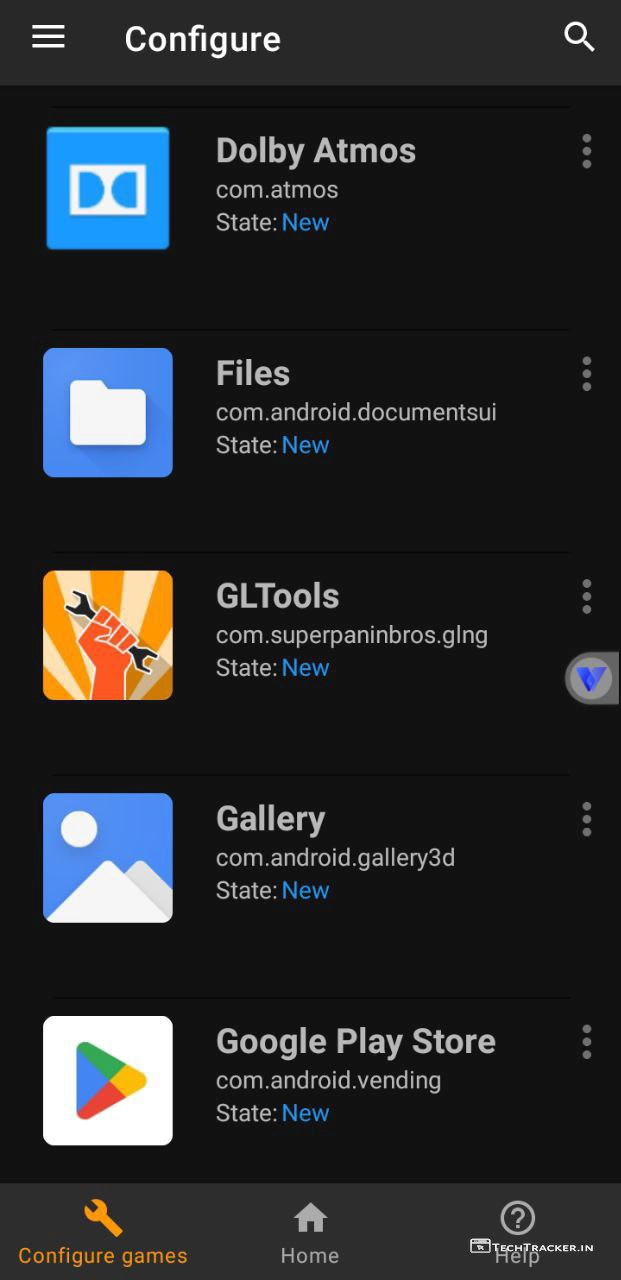 Configure
Dolby Atmos
com.atmos
State: New
Files
com.android.documentsui
State: New
GLTools
com.superpaninbros.glng
State: New
Gallery
com.android.gallery3d
State: New
Google Play Store
com.android.vending
State: New
Configure games
Home
Help
TECHTRACKER.IN